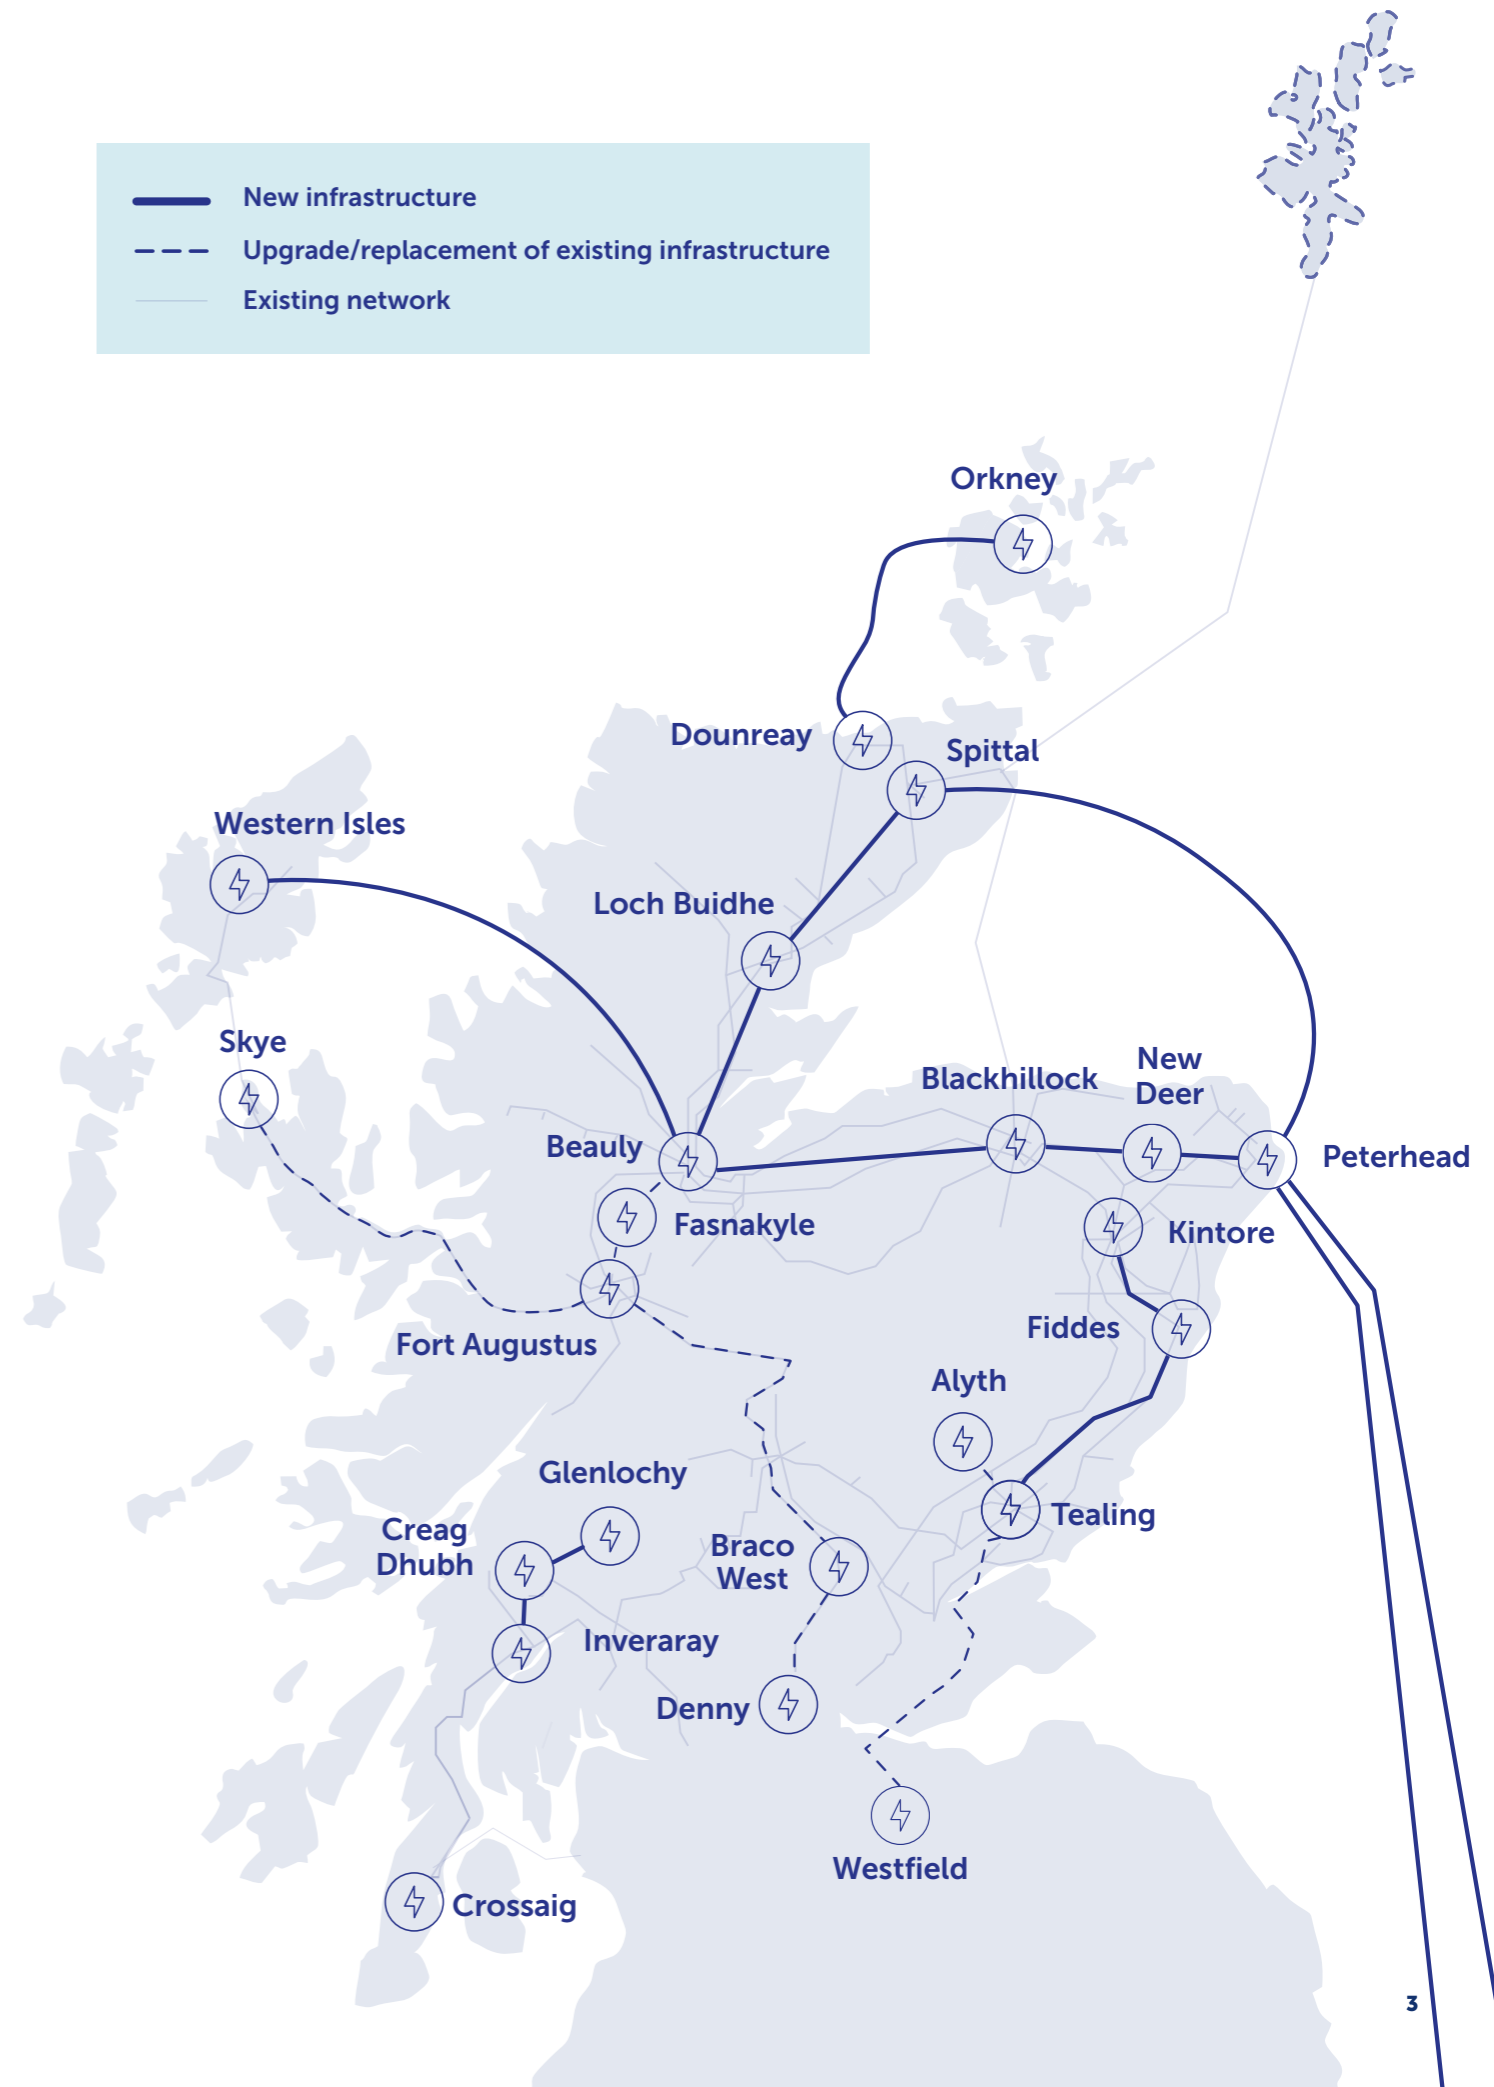 New infrastructure
Upgrade/replacement of existing infrastructure
Existing network
Orkney
Dounreay
Spittal
Western Isles
Loch Buidhe
Skye
Blackhillock
New
Deer
Beauly
Peterhead
Fasnakyle
Kintore
Fort Augustus
Fiddes
Alyth
Glenlochy
Tealing
Creag
Dhubh
Braco
West
Inveraray
Denny
Westfield
Crossaig
3